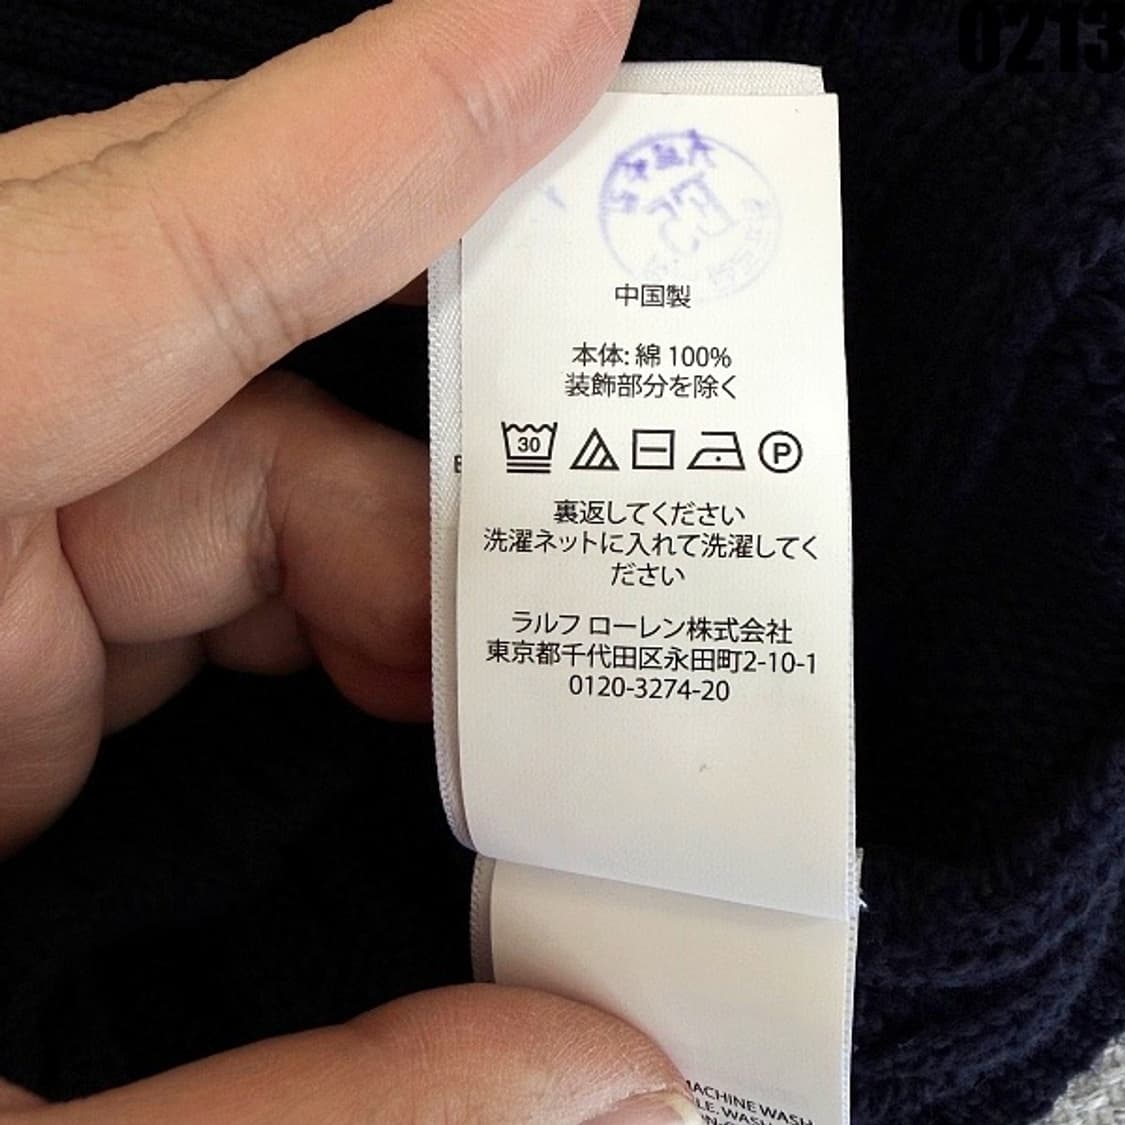 0213
中国製
本体: 綿 100%
装飾部分を除く
30
P
裏返してください
洗濯ネットに入れて洗濯してく
ださい
ラルフ ローレン株式会社
東京都千代田区永田町2-10-1
0120-3274-20
MACHINE WASH
LE. WASH